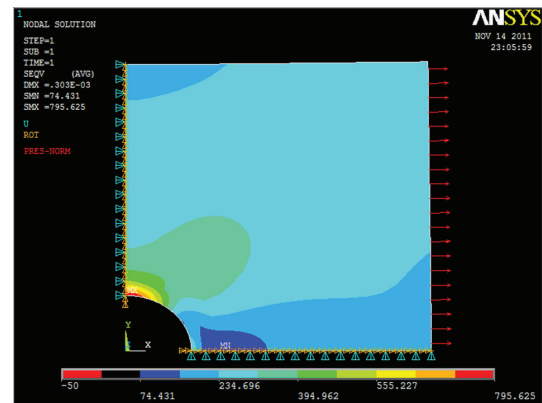 1
NODAL SOLUTION
ANSYS
NOV 14 2011
23:05:59
STEP=1
SUB =1
TIME=1
SEQV (AVG)
DMX =.303E-03
SMN =74.431
SMX =795.625
U
ROT
PRES-NORM
MX
Y
X
MN
-50 234.696 555.227
74.431 394.962 795.625